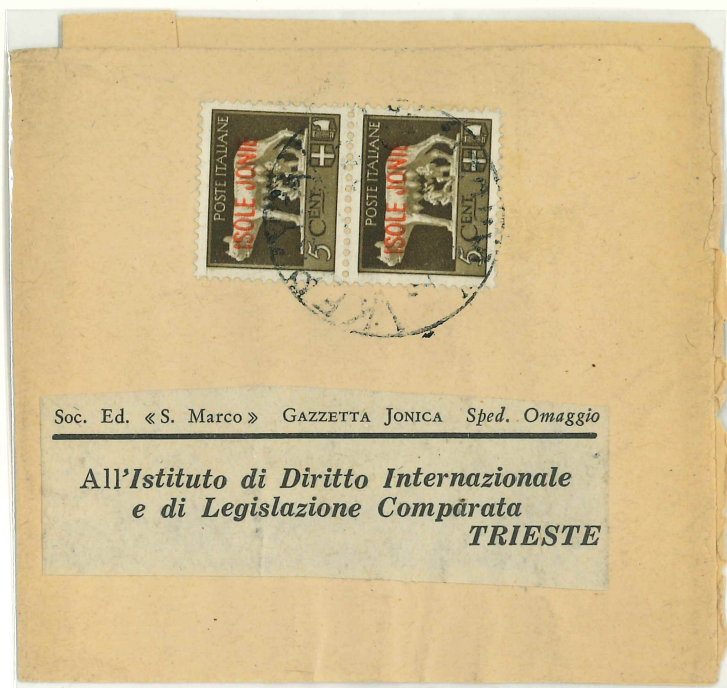 POSTE ITALIANE
ISOLE JONIE
5 CENT.
POSTE ITALIANE
ISOLE JONIE
5 CENT.
Soc. Ed. « S. Marco » GAZZETTA JONICA Sped. Omaggio
All'Istituto di Diritto Internazionale
e di Legislazione Comparata
TRIESTE